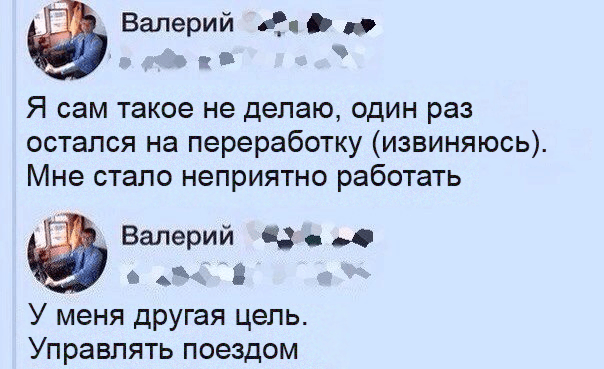 Валерий
Я сам такое не делаю, один раз
остался на переработку (извиняюсь).
Мне стало неприятно работать
Валерий
У меня другая цель.
Управлять поездом